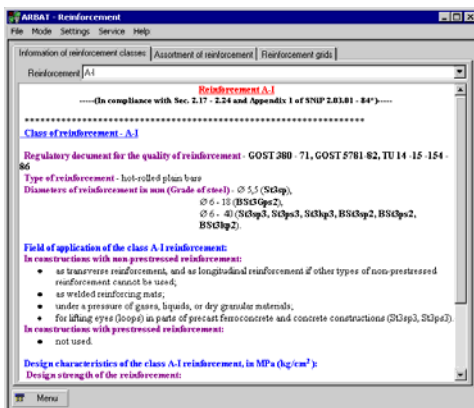 ARBAT - Reinforcement
File Mode Settings Service Help
Information of reinforcement classes Assortment of reinforcement Reinforcement grids
Reinforcement A-I
Reinforcement A-I
-----(In compliance with Sec. 2.17 - 2.24 and Appendix 1 of SNiP 2.03.01 - 84*)-----
******************************************************************
Class of reinforcement - A-I
Regulatory document for the quality of reinforcement - GOST 380 - 71, GOST 5781-82, TU 14 -15 -154 -
86
Type of reinforcement - hot-rolled plain bars
Diameters of reinforcement in mm (Grade of steel) - Ø 5,5 (St3sp),
Ø 6 - 18 (BSt3Gps2),
Ø 6 - 40 (St3sp3, St3ps3, St3kp3, BSt3sp2, BSt3ps2,
BSt3kp2).
Field of application of the class A-I reinforcement:
In constructions with non-prestressed reinforcement:
• as transverse reinforcement, and as longitudinal reinforcement if other types of non-prestressed
reinforcement cannot be used;
• as welded reinforcing mats;
• under a pressure of gases, liquids, or dry granular materials;
• for lifting eyes (loops) in parts of precast ferroconcrete and concrete constructions (St3sp3, St3ps3).
In constructions with prestressed reinforcement:
• not used.
Design characteristics of the class A-I reinforcement, in MPa (kg/cm²):
Design strength of the reinforcement:
Menu